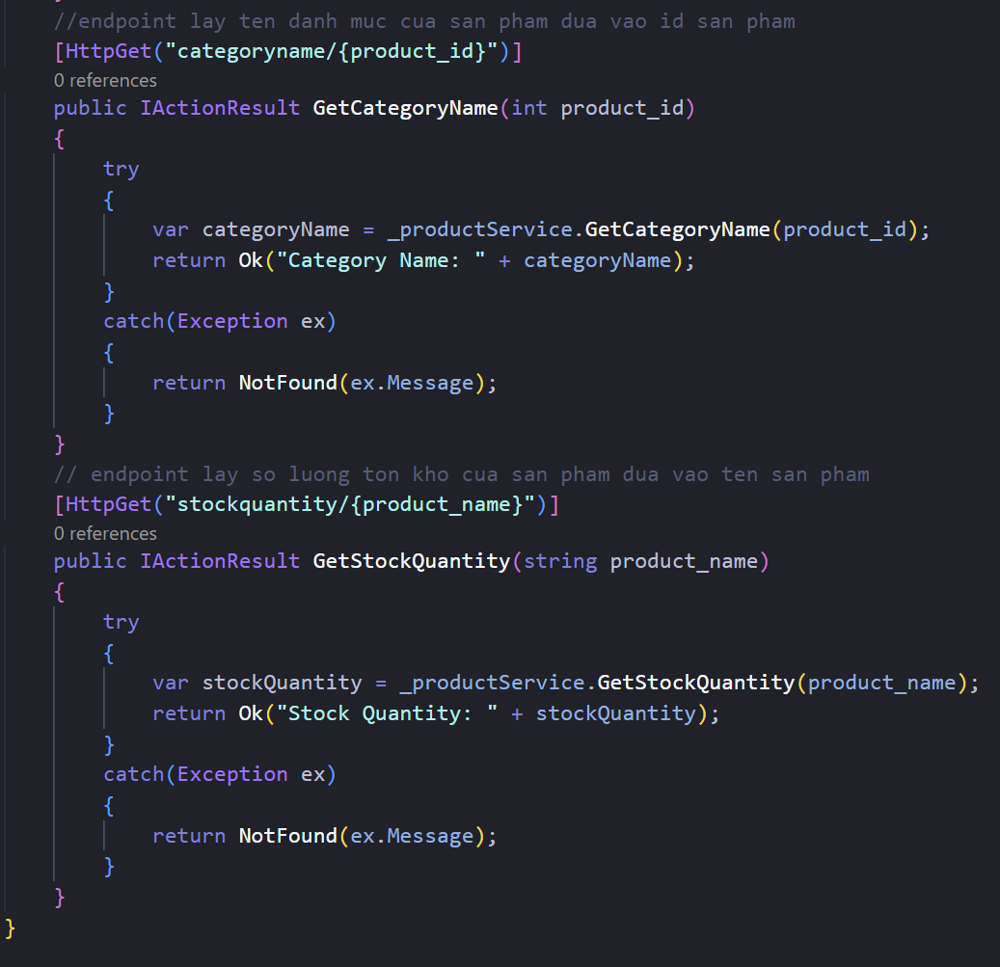 //endpoint lay ten danh muc cua san pham dua vao id san pham
[HttpGet("categoryname/{product_id}")]
0 references
public IActionResult GetCategoryName(int product_id)
{
try
{
var categoryName = _productService.GetCategoryName(product_id);
return Ok("Category Name: " + categoryName);
}
catch(Exception ex)
{
return NotFound(ex.Message);
}
}
// endpoint lay so luong ton kho cua san pham dua vao ten san pham
[HttpGet("stockquantity/{product_name}")]
0 references
public IActionResult GetStockQuantity(string product_name)
{
try
{
var stockQuantity = _productService.GetStockQuantity(product_name);
return Ok("Stock Quantity: " + stockQuantity);
}
catch(Exception ex)
{
return NotFound(ex.Message);
}
}
}